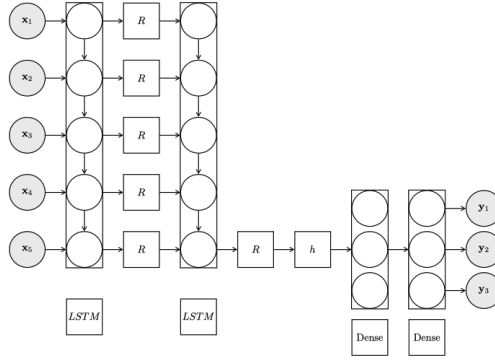 x₁ R
x₂ R
x₃ R
x₄ R y₁
x₅ R R h y₂
y₃
LSTM LSTM
Dense Dense